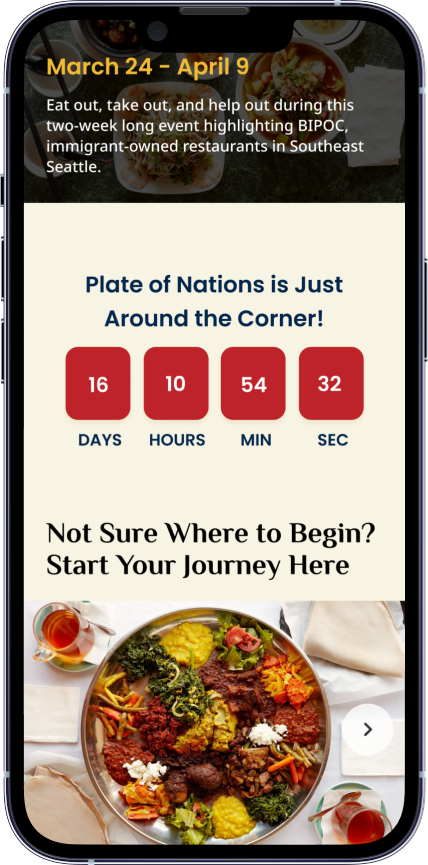 March 24 - April 9
Eat out, take out, and help out during this
two-week long event highlighting BIPOC,
immigrant-owned restaurants in Southeast
Seattle.
Plate of Nations is Just
Around the Corner!
16 10 54 32
DAYS HOURS MIN SEC
Not Sure Where to Begin?
Start Your Journey Here